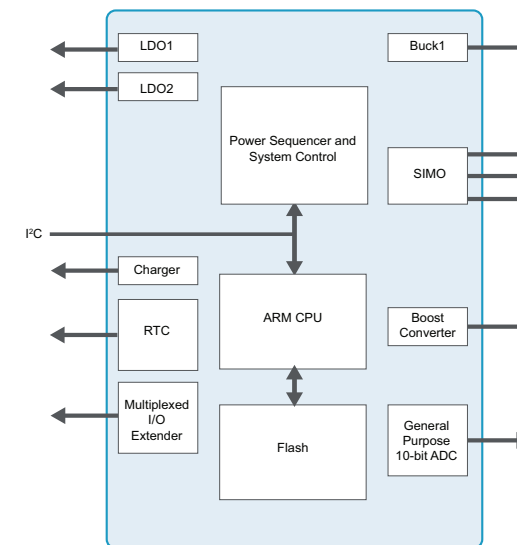 LDO1
Buck1
LDO2
Power Sequencer and
System Control
SIMO
I²C
Charger
ARM CPU
RTC
Boost
Converter
Multiplexed
I/O
Extender
Flash
General
Purpose
10-bit ADC